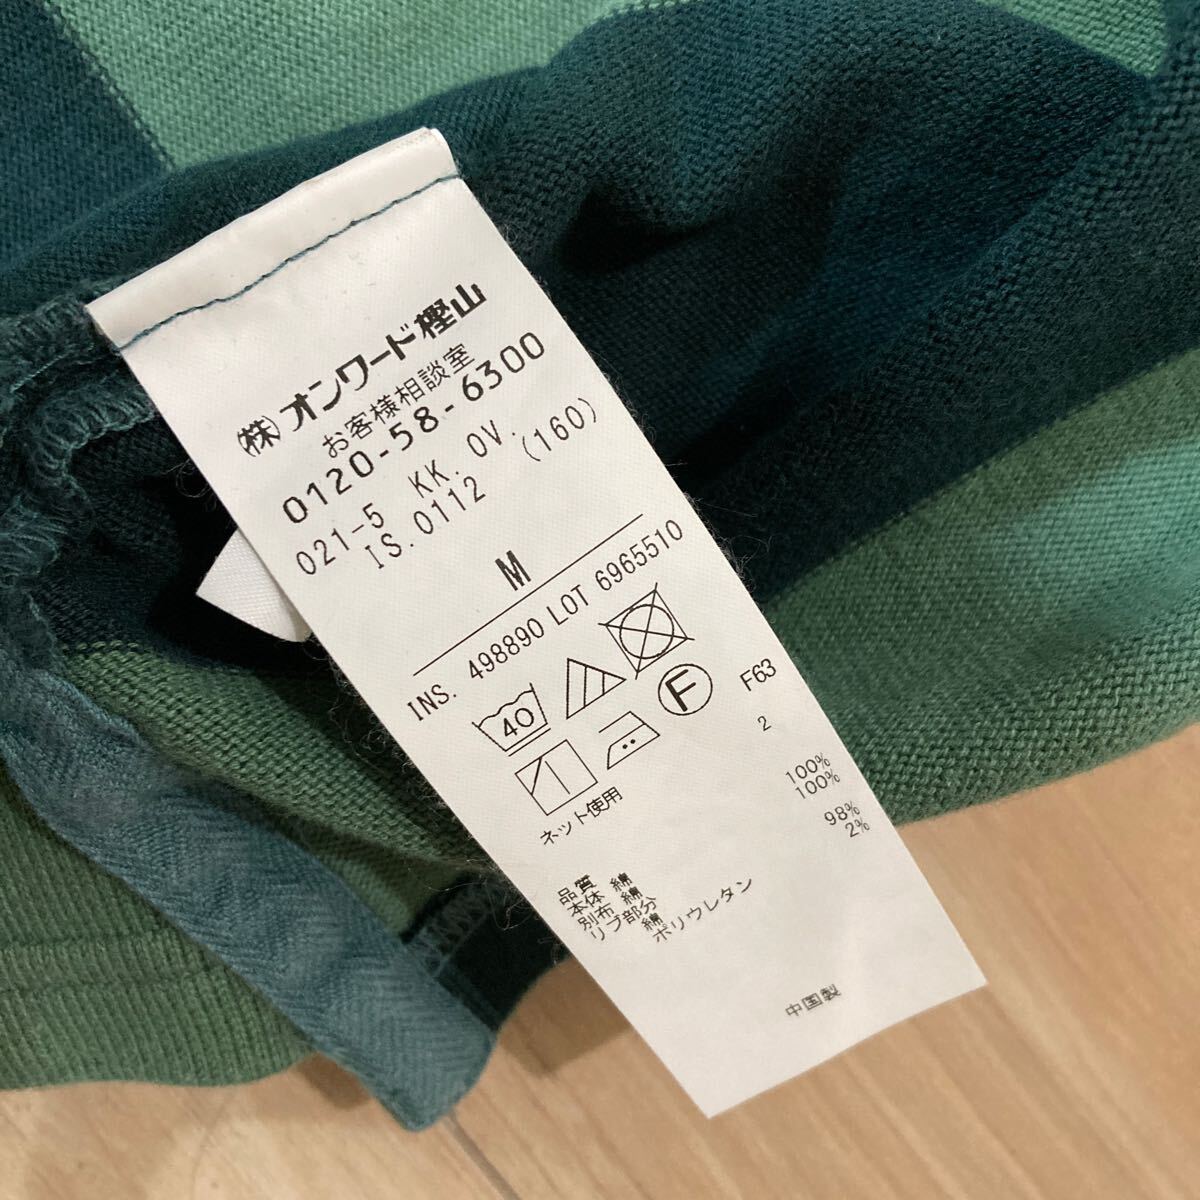 ㈱オンワード樫山
お客様相談室
0120-58-6300
021-5 KK. OV.
IS.0112 (160)
M
INS. 498890 LOT 6965510
40
F
F63
2
ネット使用
品質
本体 綿 100%
別布 綿 100%
リブ部分
綿 98%
ポリウレタン 2%
中国製